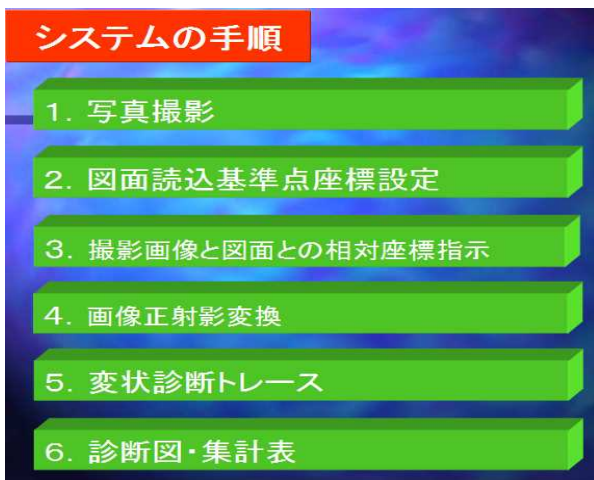 システムの手順
1. 写真撮影
2. 図面読込基準点座標設定
3. 撮影画像と図面との相対座標指示
4. 画像正射影変換
5. 変状診断トレース
6. 診断図・集計表